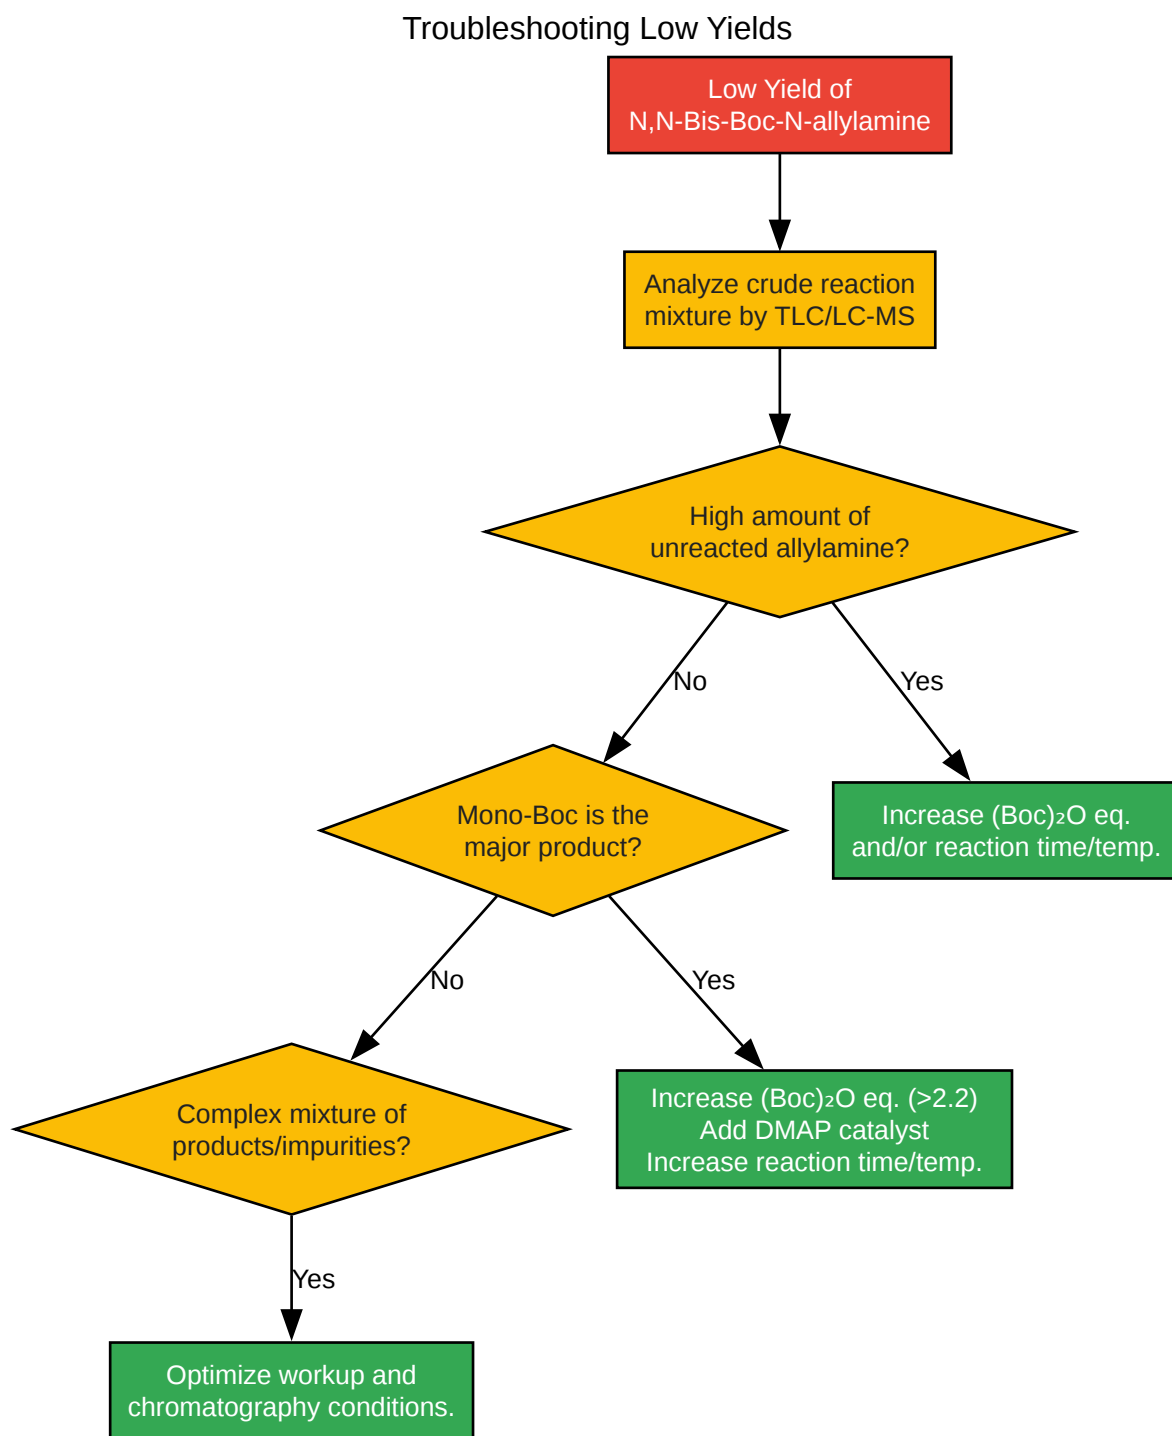 Troubleshooting Low Yields
Low Yield of
N,N-Bis-Boc-N-allylamine
Analyze crude reaction
mixture by TLC/LC-MS
High amount of
unreacted allylamine?
No
Yes
Mono-Boc is the
major product?
Increase (Boc)₂O eq.
and/or reaction time/temp.
No
Yes
Complex mixture of
products/impurities?
Increase (Boc)₂O eq. (>2.2)
Add DMAP catalyst
Increase reaction time/temp.
Yes
Optimize workup and
chromatography conditions.